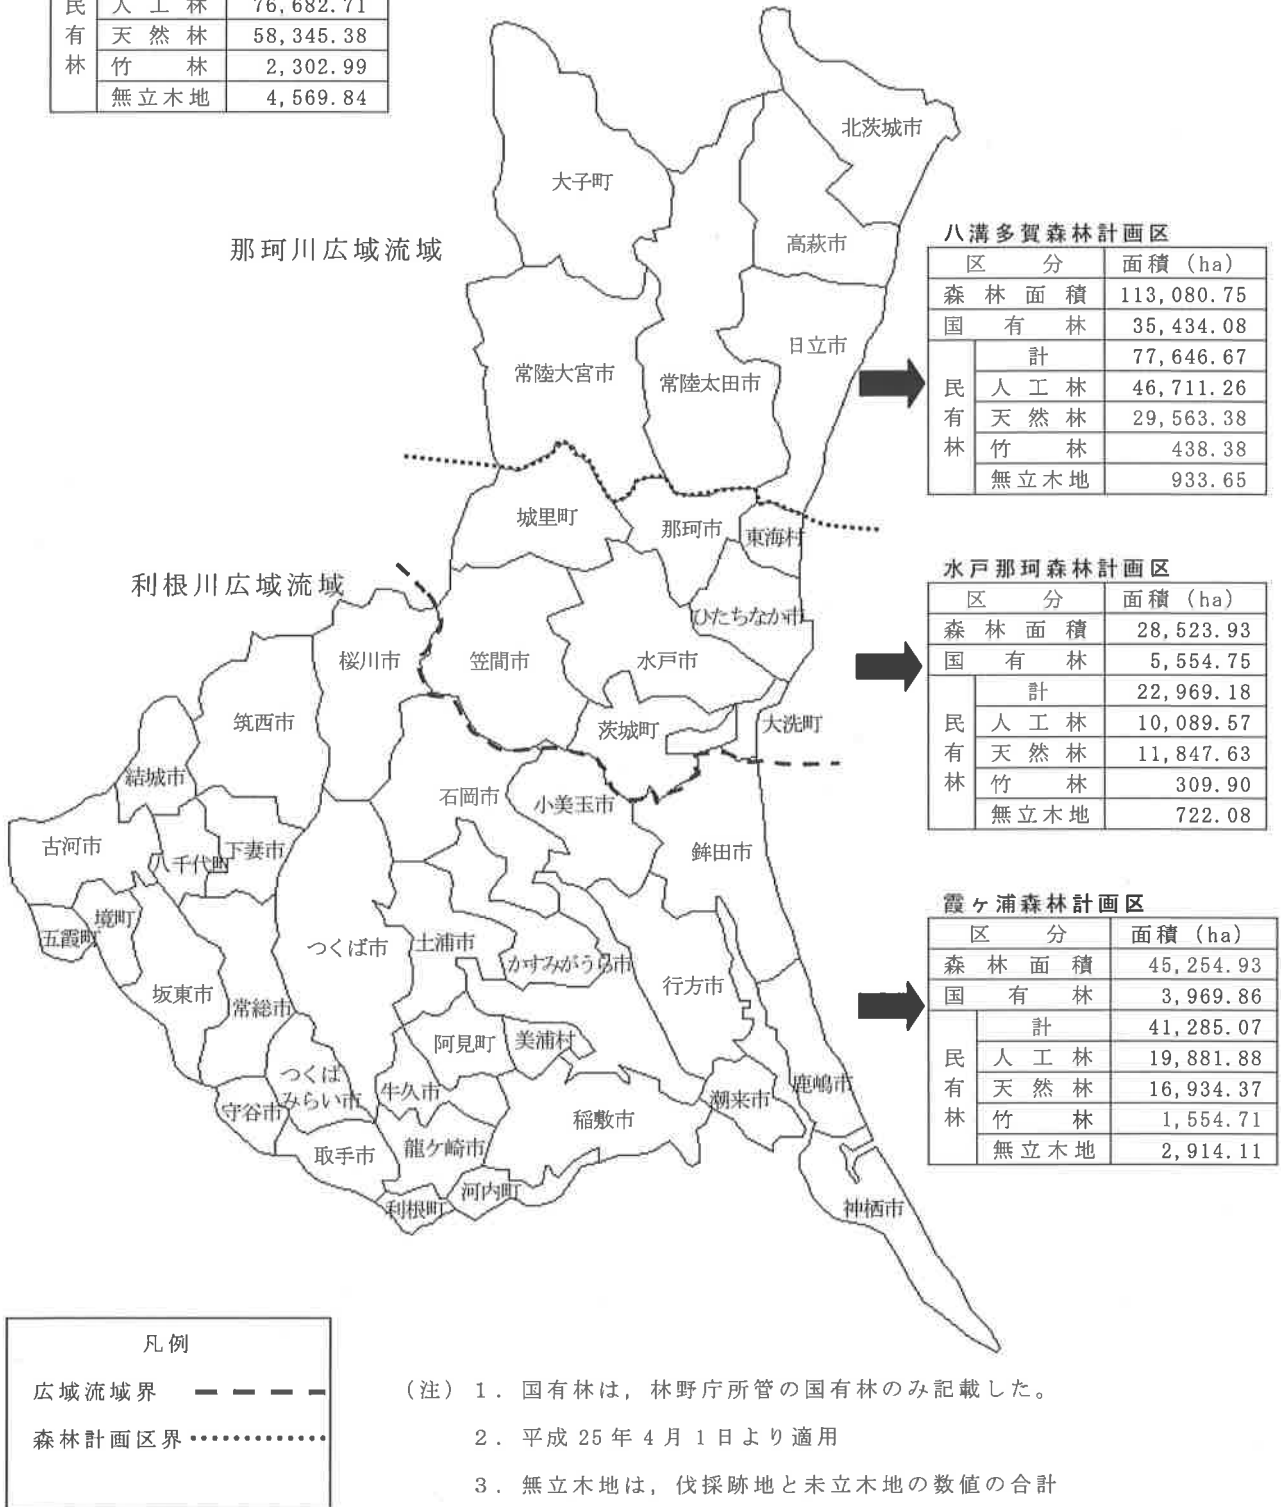 民 人工林 76,682.71
有 天然林 58,345.38
林 竹林 2,302.99
無立木地 4,569.84
那珂川広域流域
利根川広域流域
北茨城市
大子町
高萩市
日立市
常陸大宮市
常陸太田市
城里町
那珂市
東海村
ひたちなか市
桜川市
笠間市
水戸市
筑西市
茨城町
大洗町
結城市
石岡市
小美玉市
古河市
八千代町
下妻市
鉾田市
境町
五霞町
つくば市
土浦市
かすみがうら市
坂東市
常総市
行方市
阿見町
美浦村
つくば
みらい市
牛久市
守谷市
稲敷市
潮来市
鹿嶋市
取手市
龍ケ崎市
利根町
河内町
神栖市
八溝多賀森林計画区
区分 面積(ha)
森林面積 113,080.75
国有林 35,434.08
計 77,646.67
民 人工林 46,711.26
有 天然林 29,563.38
林 竹林 438.38
無立木地 933.65
水戸那珂森林計画区
区分 面積(ha)
森林面積 28,523.93
国有林 5,554.75
計 22,969.18
民 人工林 10,089.57
有 天然林 11,847.63
林 竹林 309.90
無立木地 722.08
霞ヶ浦森林計画区
区分 面積(ha)
森林面積 45,254.93
国有林 3,969.86
計 41,285.07
民 人工林 19,881.88
有 天然林 16,934.37
林 竹林 1,554.71
無立木地 2,914.11
凡例
広域流域界
森林計画区界
(注) 1. 国有林は,林野庁所管の国有林のみ記載した。
2. 平成25年4月1日より適用
3. 無立木地は,伐採跡地と未立木地の数値の合計